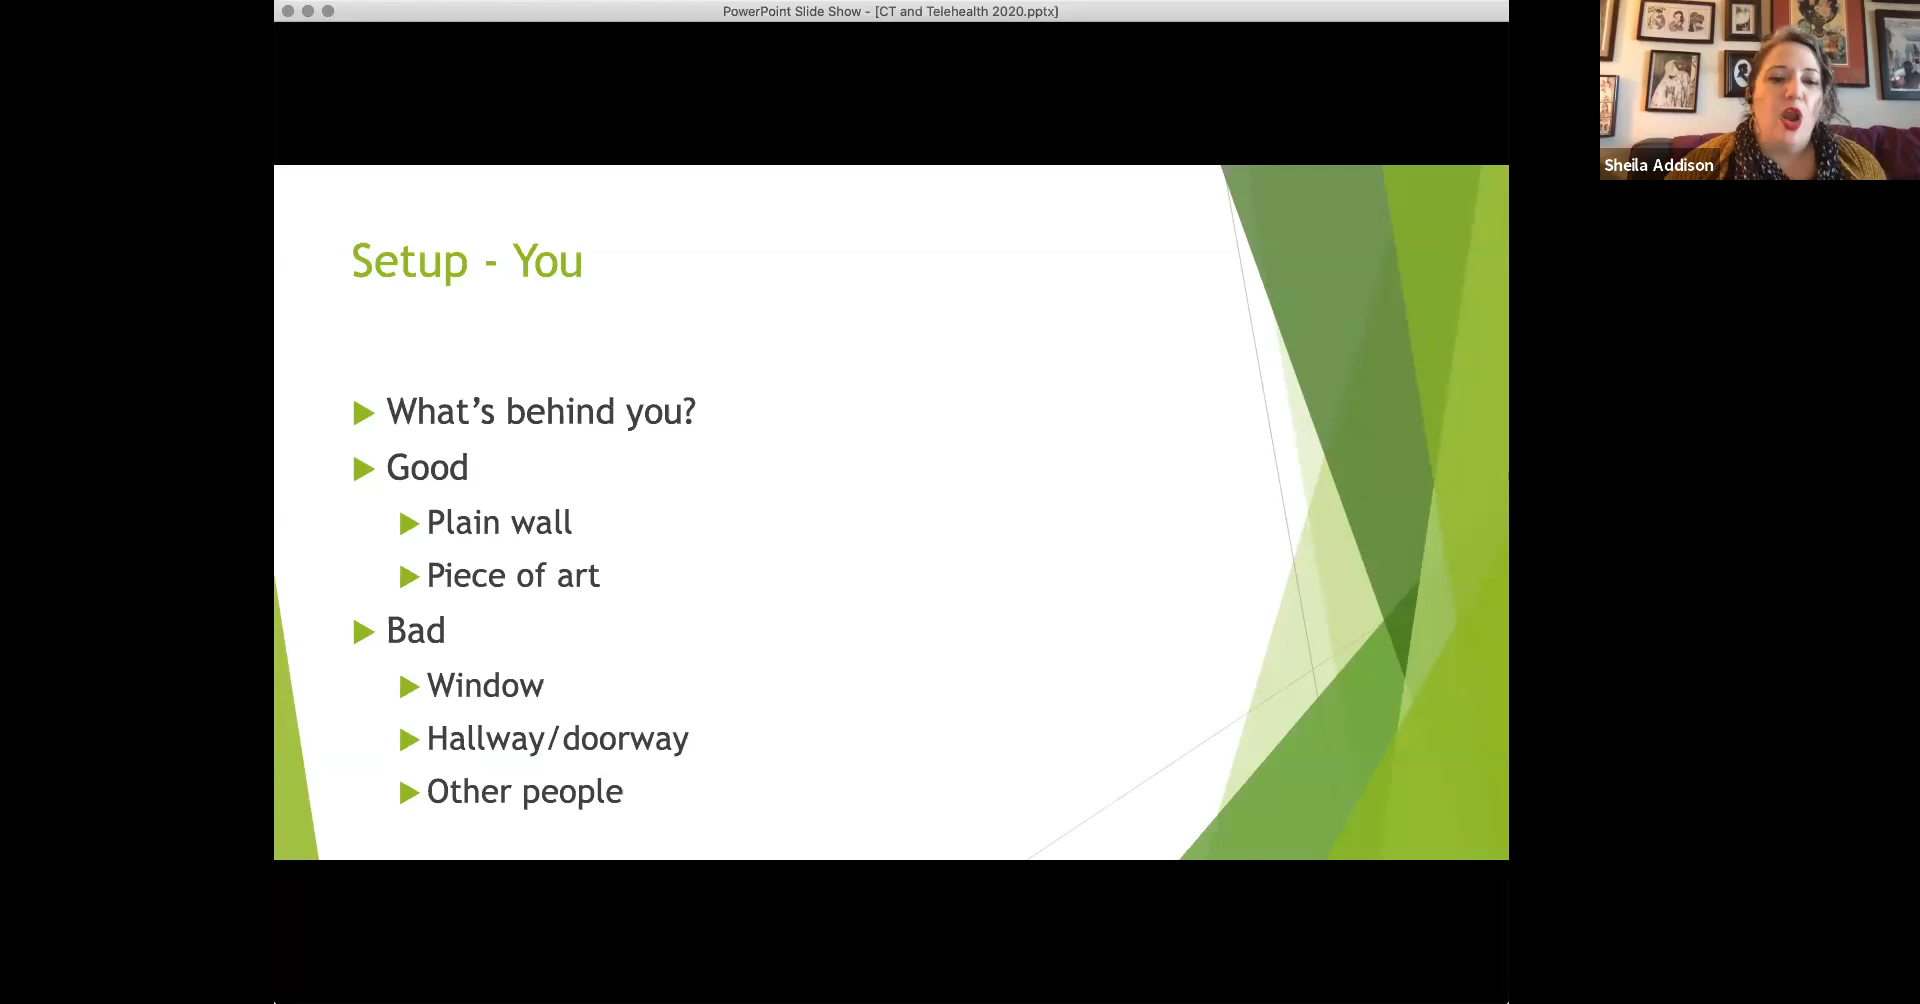 PowerPoint Slide Show - [CT and Telehealth 2020.pptx]
Sheila Addison
Setup - You
What’s behind you?
Good
Plain wall
Piece of art
Bad
Window
Hallway/doorway
Other people